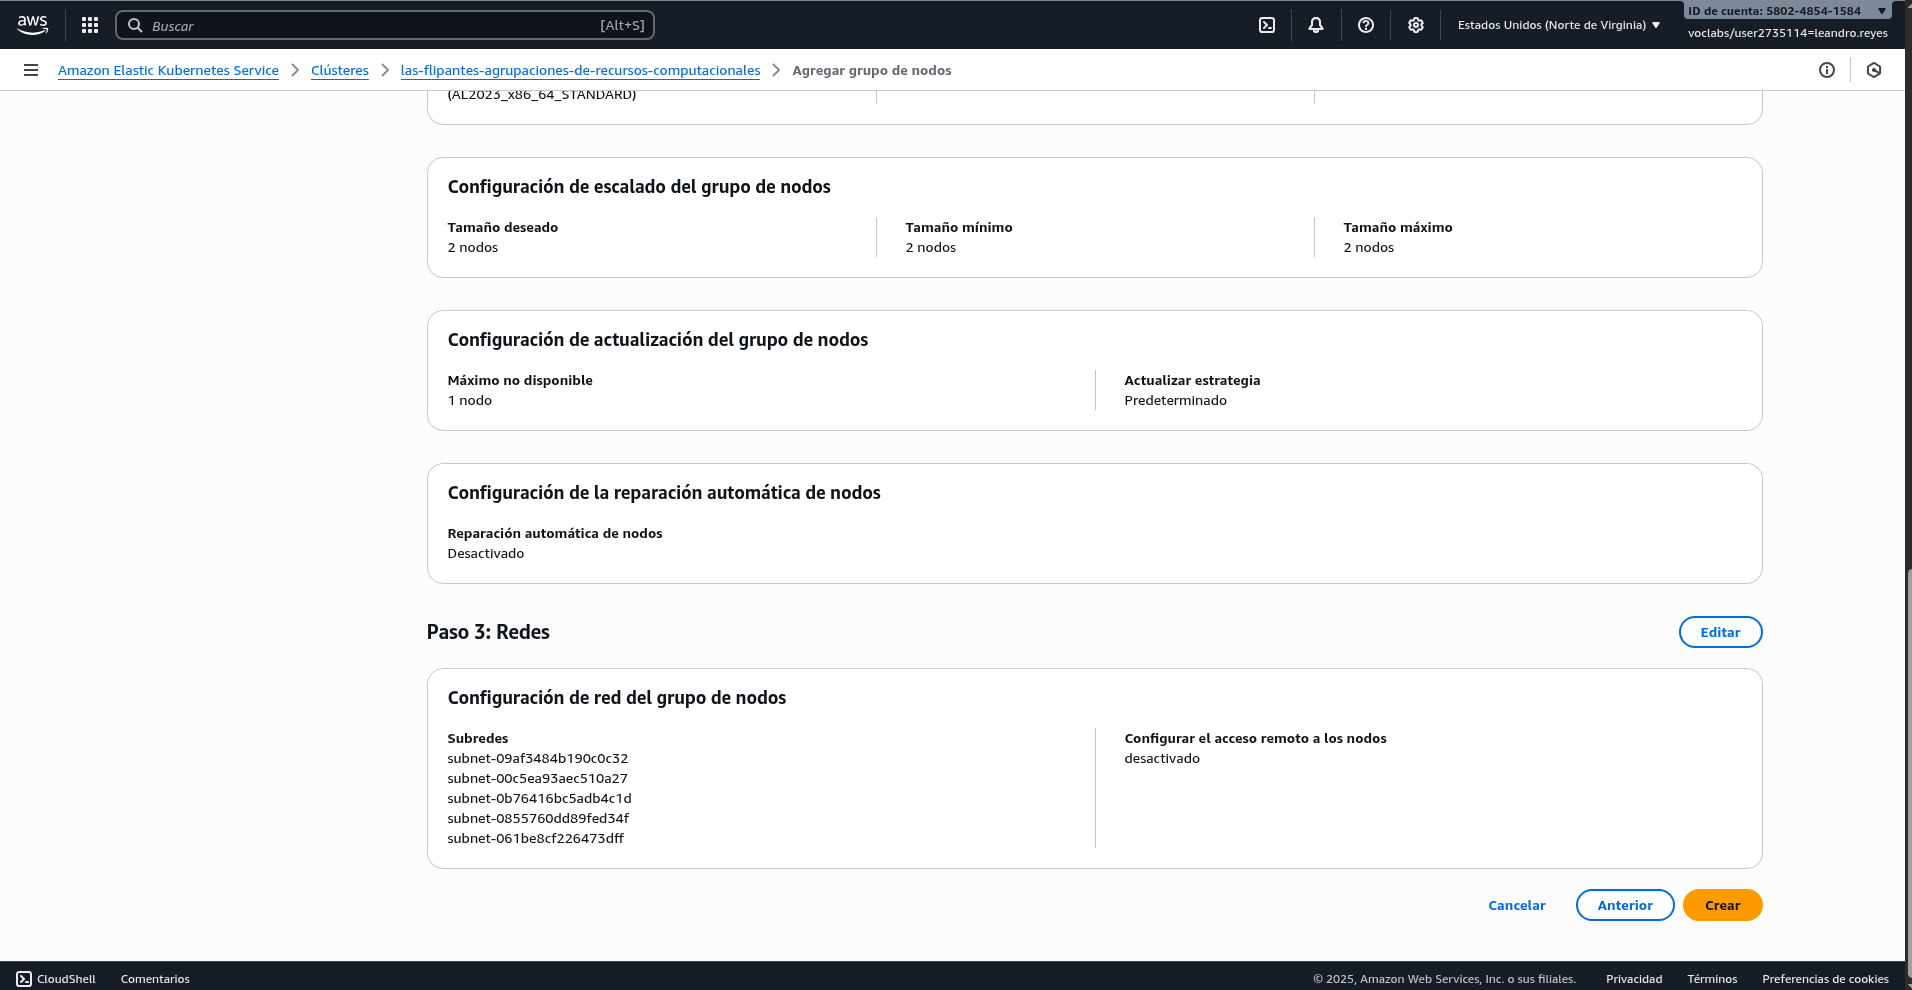 aws
Buscar
[Alt+S]
Estados Unidos (Norte de Virginia)
ID de cuenta: 5802-4854-1584
voclabs/user2735114=leandro.reyes
Amazon Elastic Kubernetes Service
Clústeres
las-flipantes-agrupaciones-de-recursos-computacionales
Agregar grupo de nodos
(AL2023_x86_64_STANDARD)
Configuración de escalado del grupo de nodos
Tamaño deseado
2 nodos
Tamaño mínimo
2 nodos
Tamaño máximo
2 nodos
Configuración de actualización del grupo de nodos
Máximo no disponible
1 nodo
Actualizar estrategia
Predeterminado
Configuración de la reparación automática de nodos
Reparación automática de nodos
Desactivado
Paso 3: Redes
Editar
Configuración de red del grupo de nodos
Subredes
subnet-09af3484b190c0c32
subnet-00c5ea93aec510a27
subnet-0b76416bc5adb4c1d
subnet-0855760dd89fed34f
subnet-061be8cf226473dff
Configurar el acceso remoto a los nodos
desactivado
Cancelar
Anterior
Crear
CloudShell
Comentarios
© 2025, Amazon Web Services, Inc. o sus filiales.
Privacidad
Términos
Preferencias de cookies